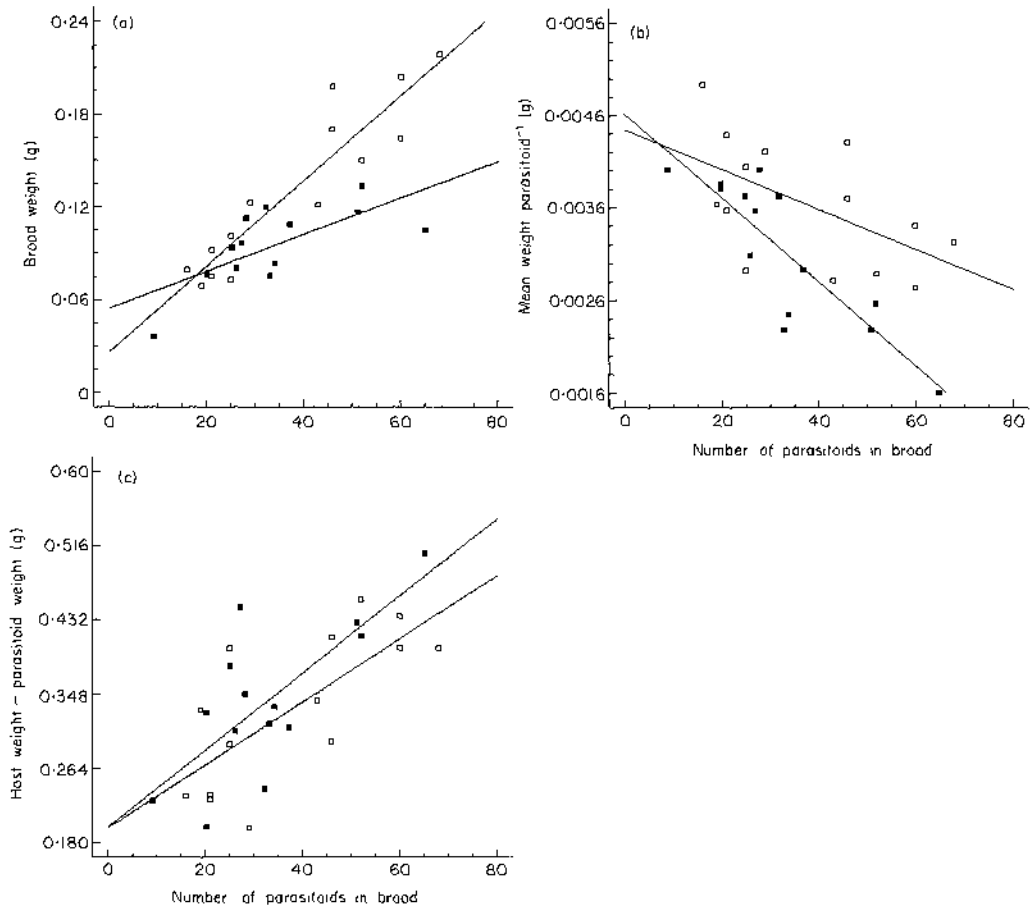 (a)
Brood weight (g)
0·24
0·18
0·12
0·06
0
0 20 40 60 80
(b)
Mean weight parasitoid⁻¹ (g)
0·0056
0·0046
0·0036
0·0026
0·0016
0 20 40 60 80
Number of parasitoids in brood
(c)
Host weight – parasitoid weight (g)
0·60
0·516
0·432
0·348
0·264
0·180
0 20 40 60 80
Number of parasitoids in brood